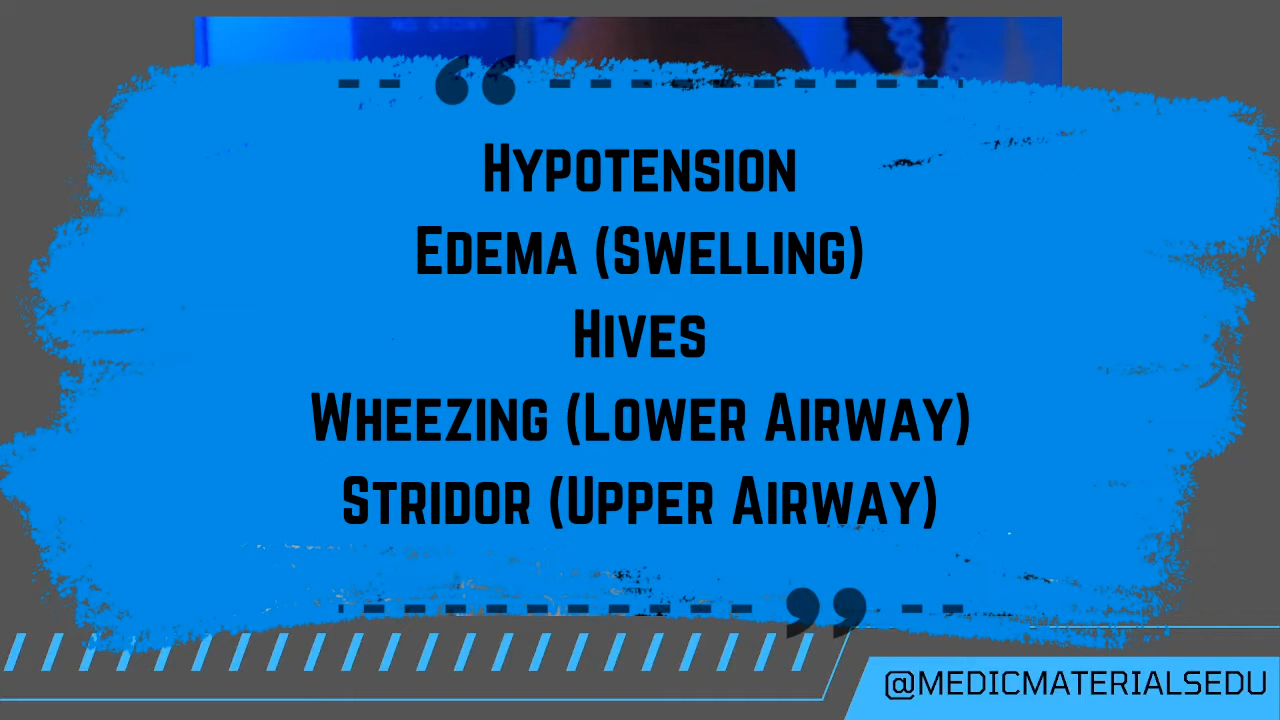 “
Hypotension
Edema (Swelling)
Hives
Wheezing (Lower Airway)
Stridor (Upper Airway)
”
@MEDICMATERIALSEDU